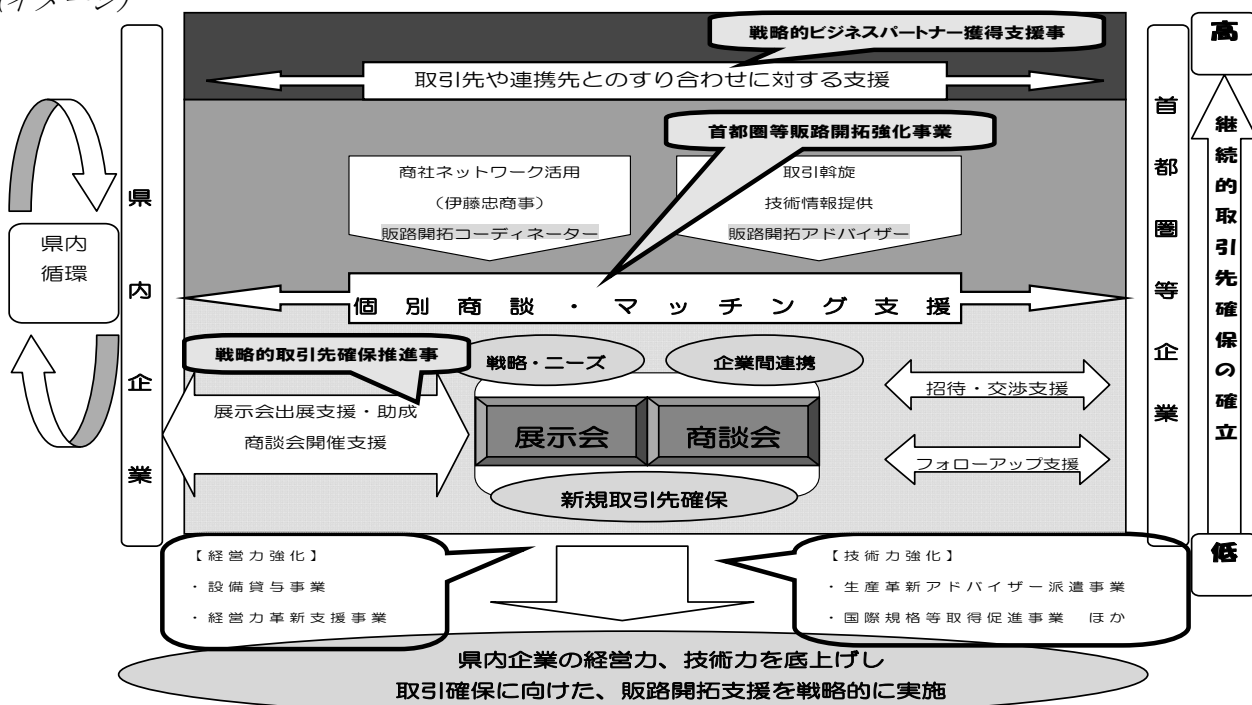 (イメージ)
戦略的ビジネスパートナー獲得支援事
取引先や連携先とのすり合わせに対する支援
首都圏等販路開拓強化事業
商社ネットワーク活用
（伊藤忠商事）
販路開拓コーディネーター
取引斡旋
技術情報提供
販路開拓アドバイザー
個別商談・マッチング支援
県内
循環
県内企業
戦略的取引先確保推進事
展示会出展支援・助成
商談会開催支援
戦略・ニーズ
企業間連携
展示会
商談会
新規取引先確保
招待・交渉支援
フォローアップ支援
首都圏等企業
高
継続的取引先確保の確立
低
【経営力強化】
・設備貸与事業
・経営力革新支援事業
【技術力強化】
・生産革新アドバイザー派遣事業
・国際規格等取得促進事業　ほか
県内企業の経営力、技術力を底上げし
取引確保に向けた、販路開拓支援を戦略的に実施